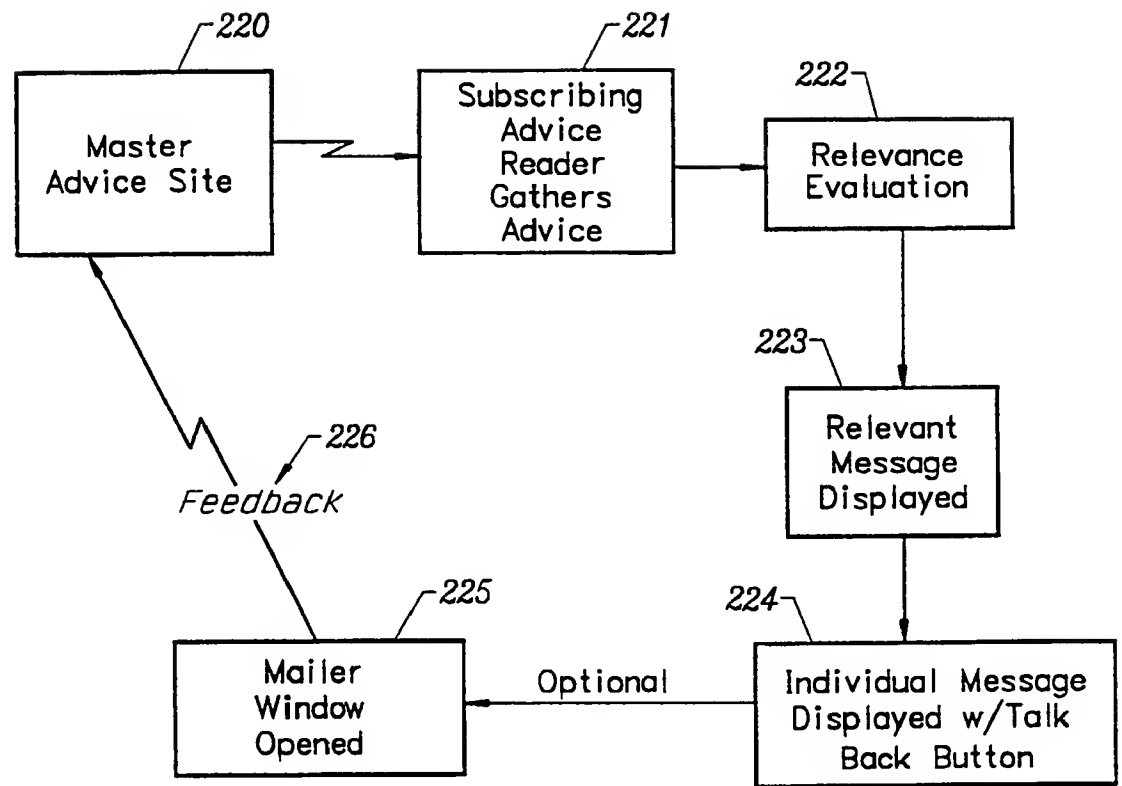 220
Master
Advice Site
221
Subscribing
Advice
Reader
Gathers
Advice
222
Relevance
Evaluation
223
Relevant
Message
Displayed
224
Individual Message
Displayed w/Talk
Back Button
Optional
225
Mailer
Window
Opened
226
Feedback